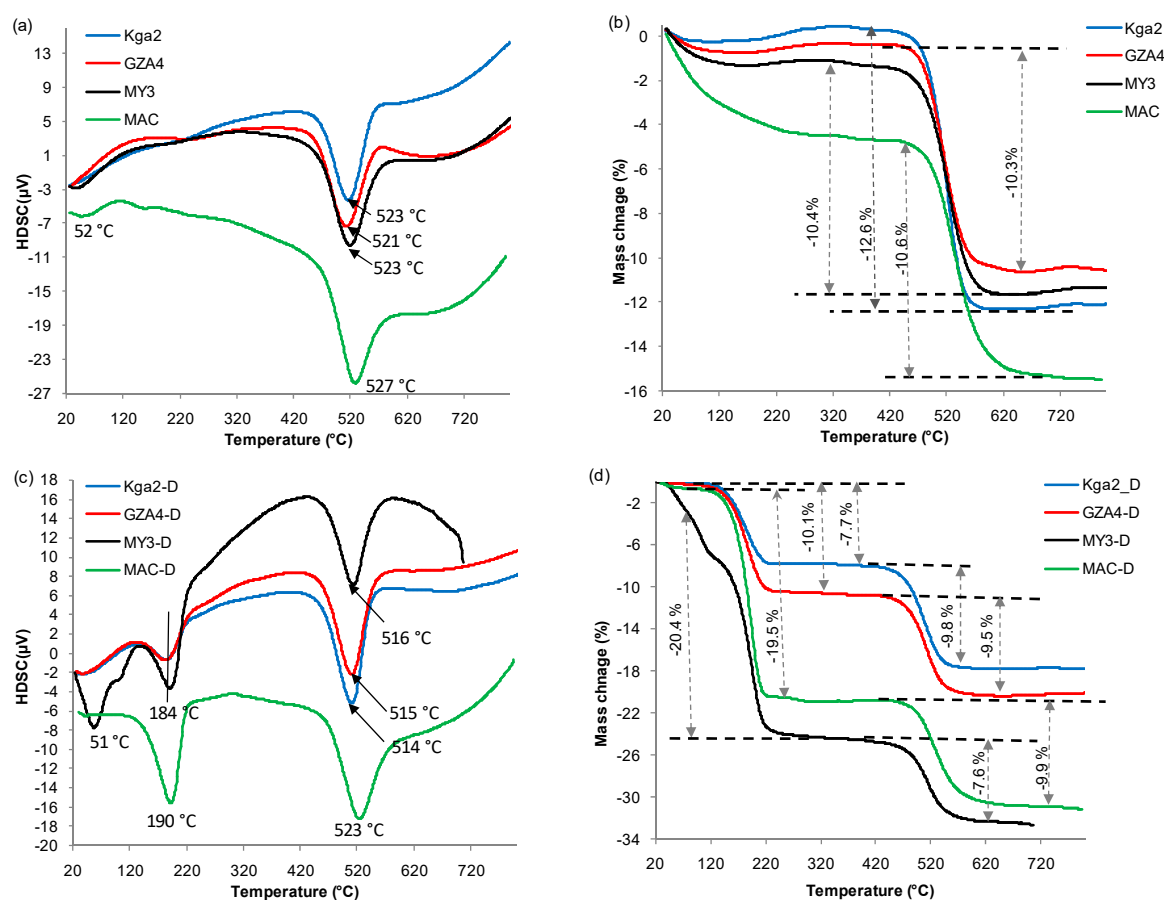 (a)
Kga2
GZA4
MY3
MAC
HDSC(µV)
13
9
5
1
-3
-7
-11
-15
-19
-23
-27
52 °C
523 °C
521 °C
523 °C
527 °C
20 120 220 320 420 520 620 720
Temperature (°C)
(b)
Kga2
GZA4
MY3
MAC
Mass chnage (%)
0
-2
-4
-6
-8
-10
-12
-14
-16
-10.4%
-12.6 %
-10.6 %
-10.3%
20 120 220 320 420 520 620 720
Temperature (°C)
(c)
Kga2-D
GZA4-D
MY3-D
MAC-D
HDSC(µV)
18
16
14
12
10
8
6
4
2
0
-2
-4
-6
-8
-10
-12
-14
-16
-18
-20
51 °C
184 °C
190 °C
516 °C
515 °C
514 °C
523 °C
20 120 220 320 420 520 620 720
Temperature (°C)
(d)
Kga2_D
GZA4-D
MY3-D
MAC-D
Mass chnage (%)
-2
-6
-10
-14
-18
-22
-26
-30
-34
-20.4 %
-19.5 %
-10.1%
-7.7 %
-9.8 %
-9.5 %
-7.6 %
-9.9 %
20 120 220 320 420 520 620 720
Temperature (°C)